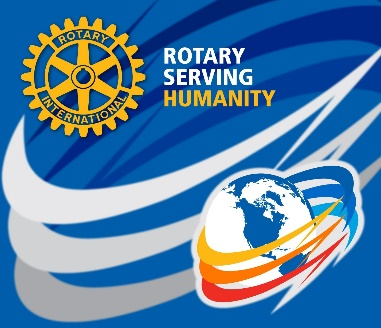 ROTARY
INTERNATIONAL
ROTARY
SERVING
HUMANITY